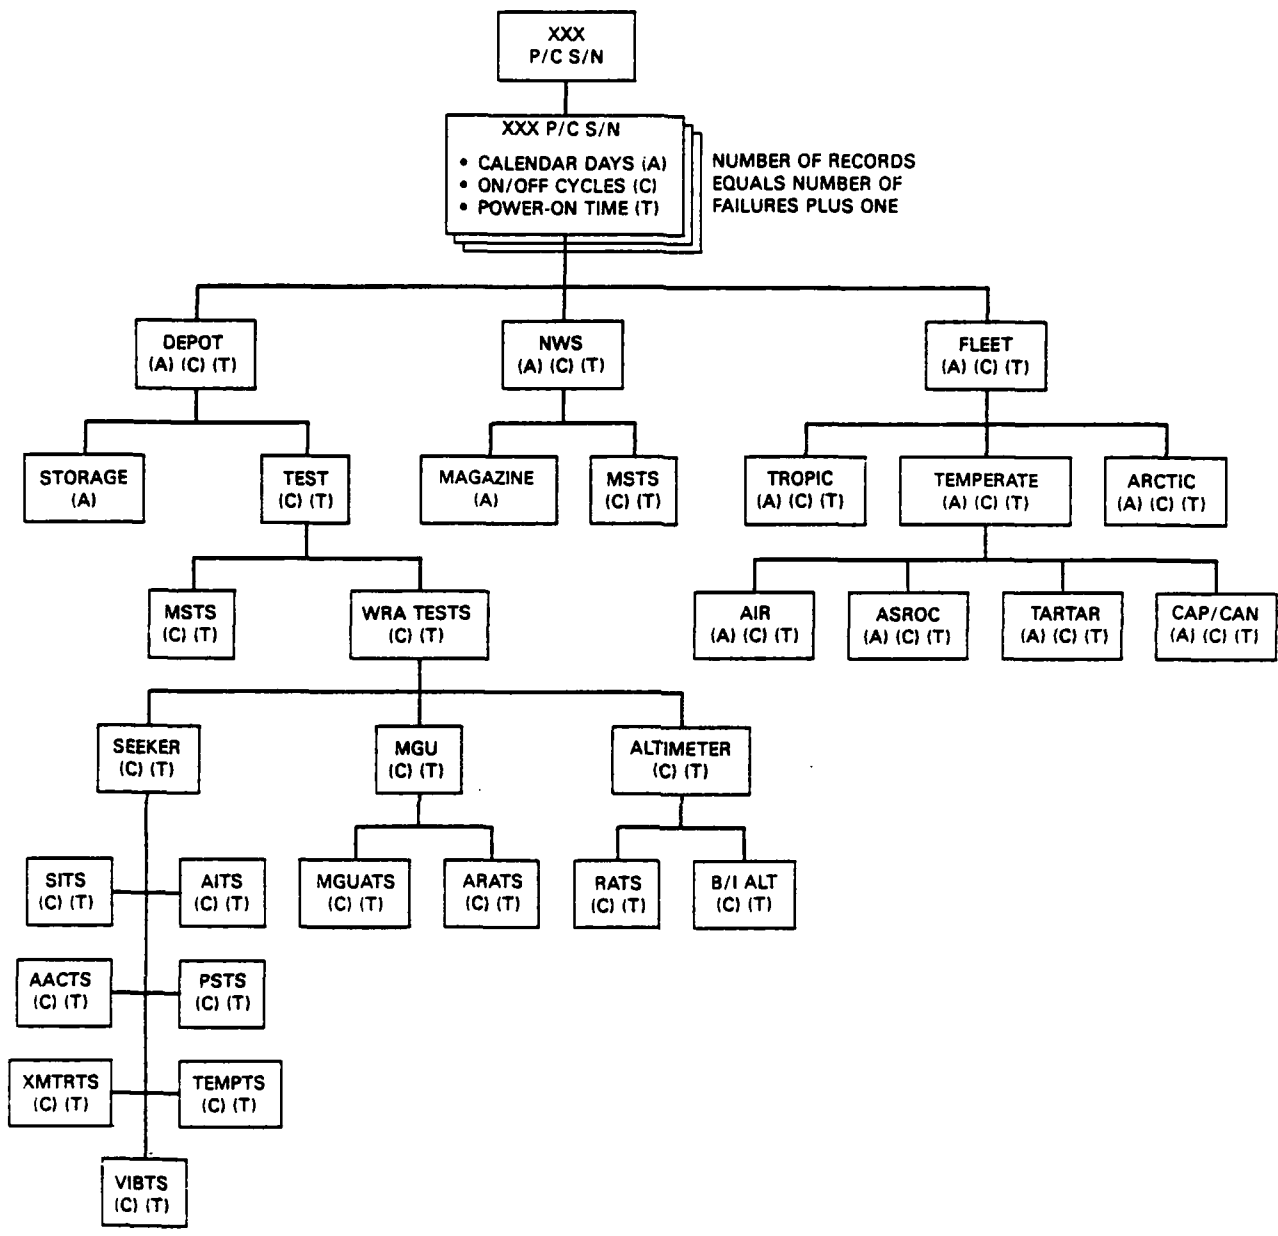 XXX
P/C S/N
XXX P/C S/N
• CALENDAR DAYS (A)
• ON/OFF CYCLES (C)
• POWER-ON TIME (T)
NUMBER OF RECORDS
EQUALS NUMBER OF
FAILURES PLUS ONE
DEPOT
(A) (C) (T)
NWS
(A) (C) (T)
FLEET
(A) (C) (T)
STORAGE
(A)
TEST
(C) (T)
MAGAZINE
(A)
MSTS
(C) (T)
TROPIC
(A) (C) (T)
TEMPERATE
(A) (C) (T)
ARCTIC
(A) (C) (T)
MSTS
(C) (T)
WRA TESTS
(C) (T)
AIR
(A) (C) (T)
ASROC
(A) (C) (T)
TARTAR
(A) (C) (T)
CAP/CAN
(A) (C) (T)
SEEKER
(C) (T)
MGU
(C) (T)
ALTIMETER
(C) (T)
SITS
(C) (T)
AITS
(C) (T)
MGUATS
(C) (T)
ARATS
(C) (T)
RATS
(C) (T)
B/I ALT
(C) (T)
AACTS
(C) (T)
PSTS
(C) (T)
XMTRTS
(C) (T)
TEMPTS
(C) (T)
VIBTS
(C) (T)